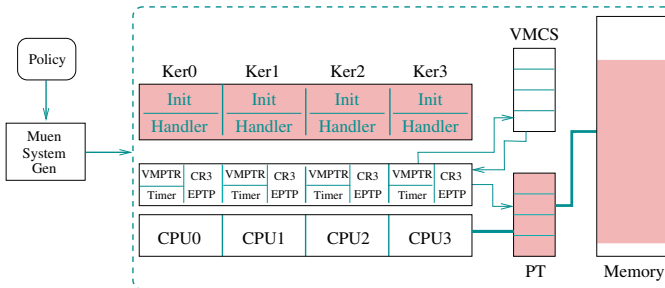 Policy
Muen
System
Gen
Ker0 Ker1 Ker2 Ker3
Init Init Init Init
Handler Handler Handler Handler
VMPTR CR3 VMPTR CR3 VMPTR CR3 VMPTR CR3
Timer EPTP Timer EPTP Timer EPTP Timer EPTP
CPU0 CPU1 CPU2 CPU3
VMCS
PT
Memory